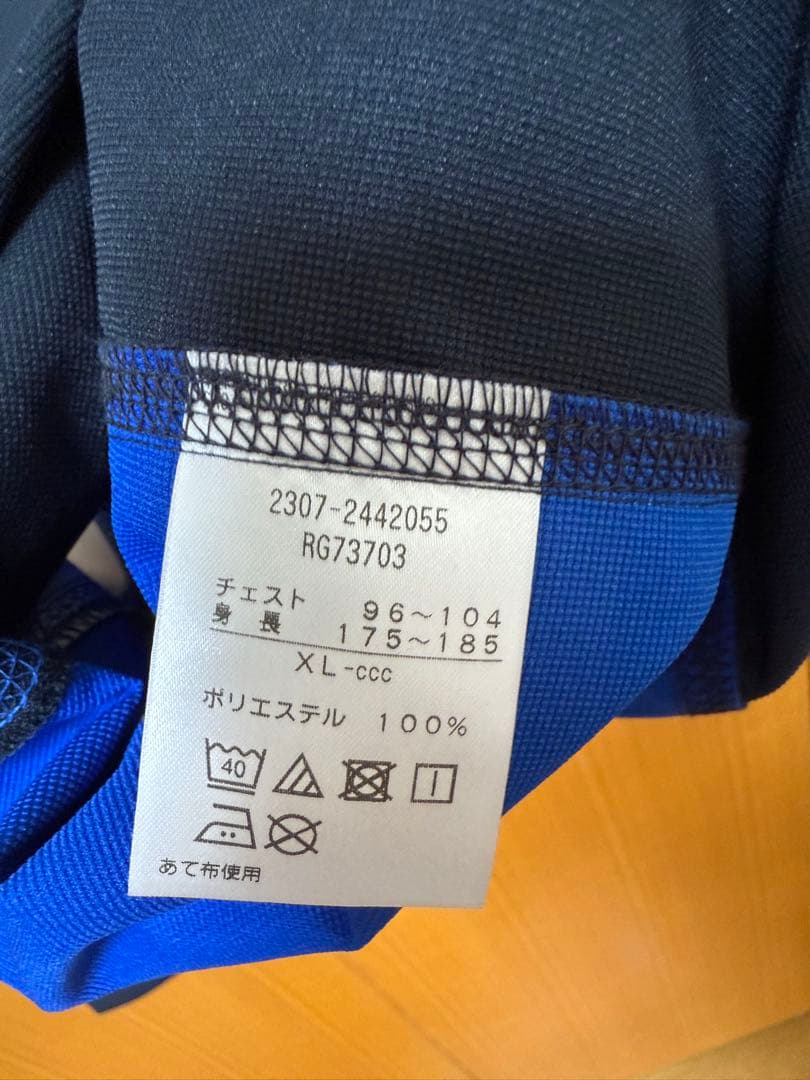 2307-2442055
RG73703
チェスト 96～104
身長 175～185
XL-ccc
ポリエステル 100%
40
あて布使用